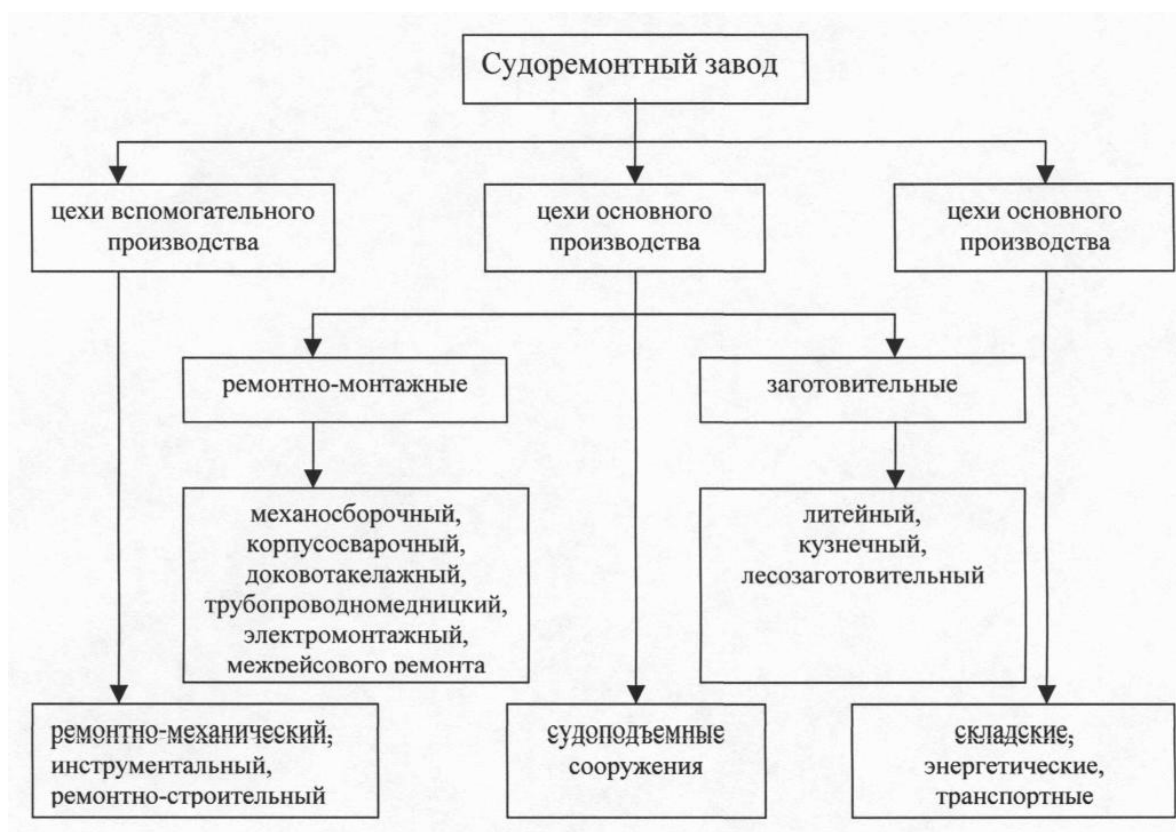 Судоремонтный завод
цехи вспомогательного
производства
цехи основного
производства
цехи основного
производства
ремонтно-монтажные
заготовительные
механосборочный,
корпусосварочный,
доковотакелажный,
трубопроводномедницкий,
электромонтажный,
межрейсового ремонта
литейный,
кузнечный,
лесозаготовительный
ремонтно-механический,
инструментальный,
ремонтно-строительный
судоподъемные
сооружения
складские,
энергетические,
транспортные